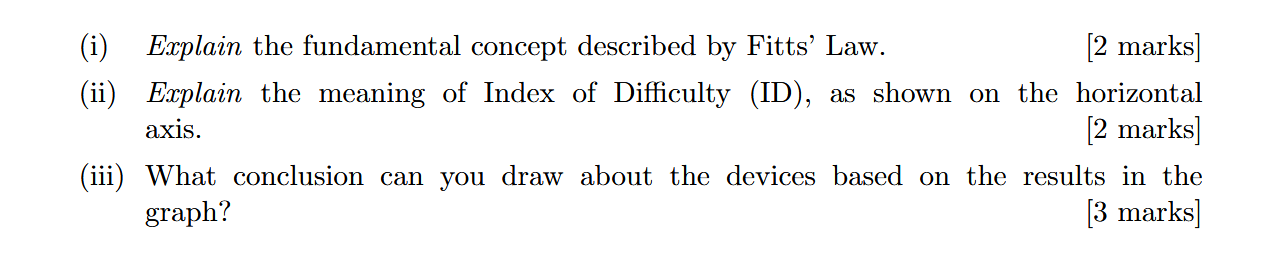 (i) Explain the fundamental concept described by Fitts’ Law. [2 marks]
(ii) Explain the meaning of Index of Difficulty (ID), as shown on the horizontal
axis. [2 marks]
(iii) What conclusion can you draw about the devices based on the results in the
graph? [3 marks]